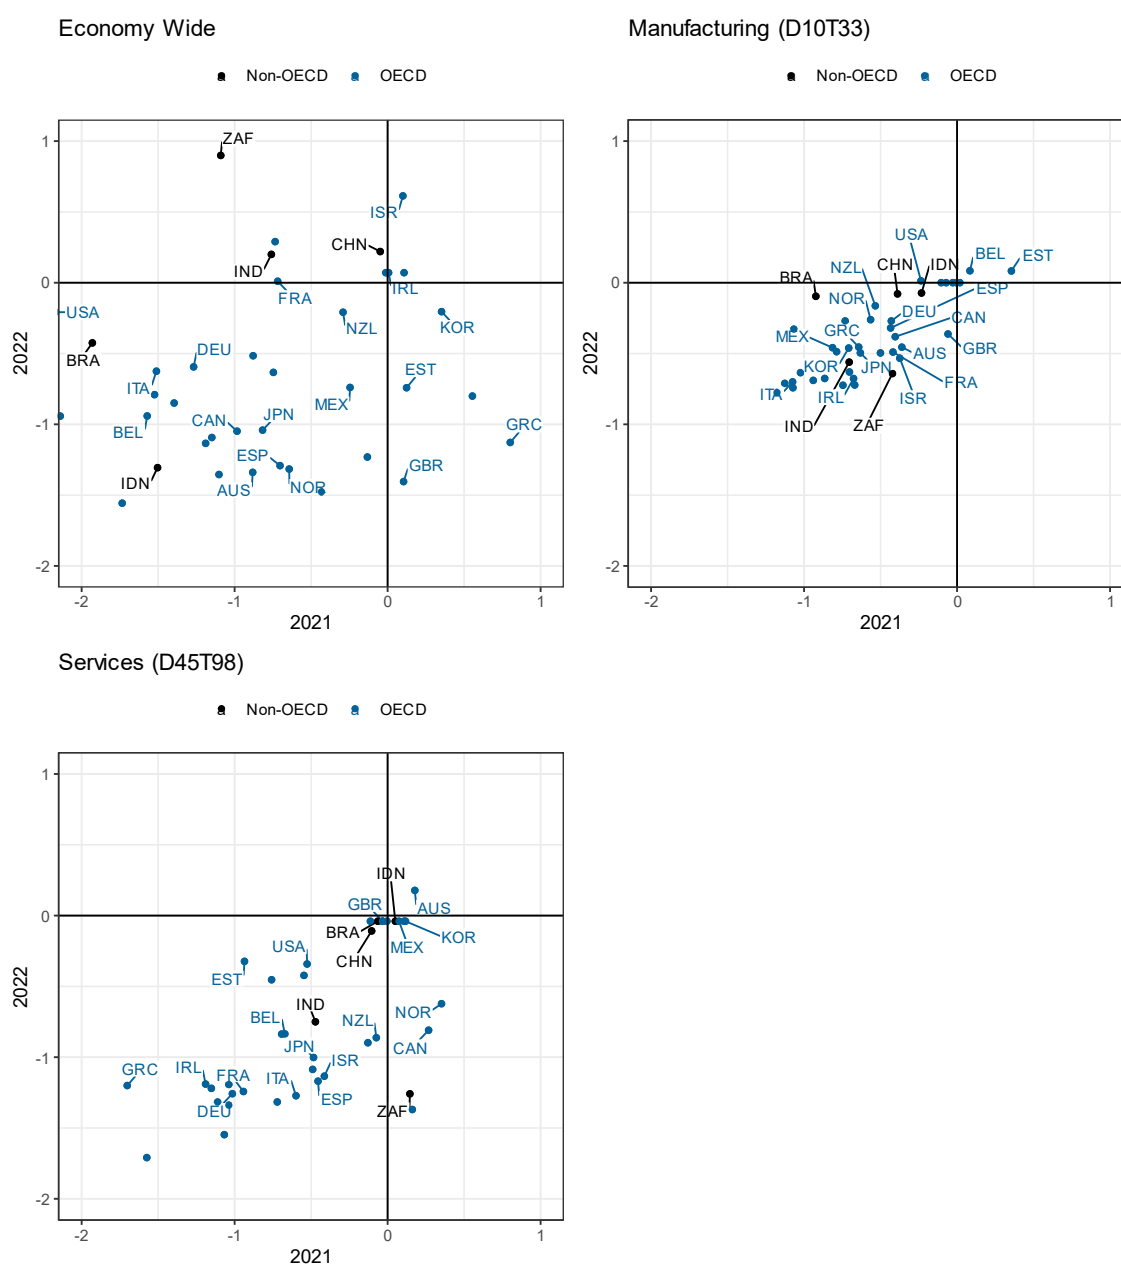 Economy Wide
Manufacturing (D10T33)
a Non-OECD a OECD
a Non-OECD a OECD
1
ZAF
ISR
CHN
IND
0
IRL
FRA
USA
NZL
KOR
BRA
DEU
EST
ITA
MEX
-1
BEL
CAN
JPN
GRC
ESP
GBR
IDN
AUS
NOR
-2
-2 -1 0 1
2021
2022
1
USA
BEL
EST
NZL
CHN
IDN
BRA
0
ESP
NOR
DEU
CAN
MEX
GRC
GBR
AUS
KOR
JPN
FRA
ITA
IRL
ISR
IND
ZAF
-1
-2
-2 -1 0 1
2021
2022
Services (D45T98)
a Non-OECD a OECD
1
IDN
GBR
AUS
0
BRA
KOR
MEX
USA
CHN
EST
IND
NOR
BEL
NZL
JPN
CAN
-1
ISR
GRC
IRL
FRA
ITA
ESP
DEU
ZAF
-2
-2 -1 0 1
2021
2022